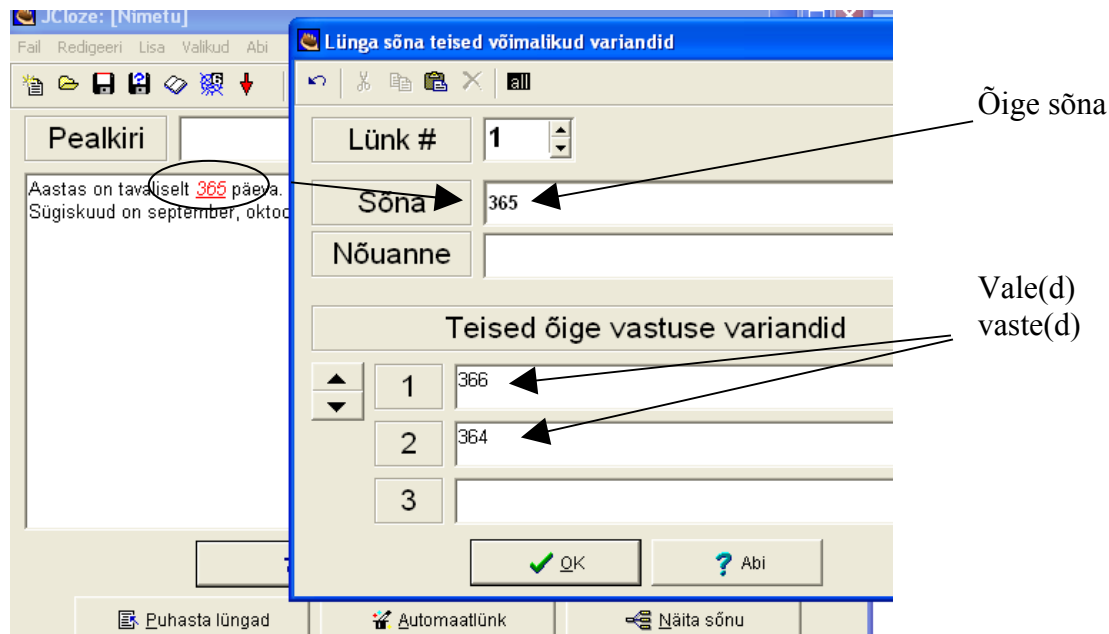 JCloze: [Nimetu]
Fail Redigeeri Lisa Valikud Abi
Pealkiri
Aastas on tavaliselt 365 päeva.
Sügiskuud on september,
Lünga sõna teised võimalikud variandid
all
Lünk # 1
Sõna 365
Nõuanne
Teised õige vastuse variandid
1 366
2 364
3
OK Abi
Puhasta lüngad Automaatlünk Näita sõnu
Õige sõna
Vale(d)
vaste(d)